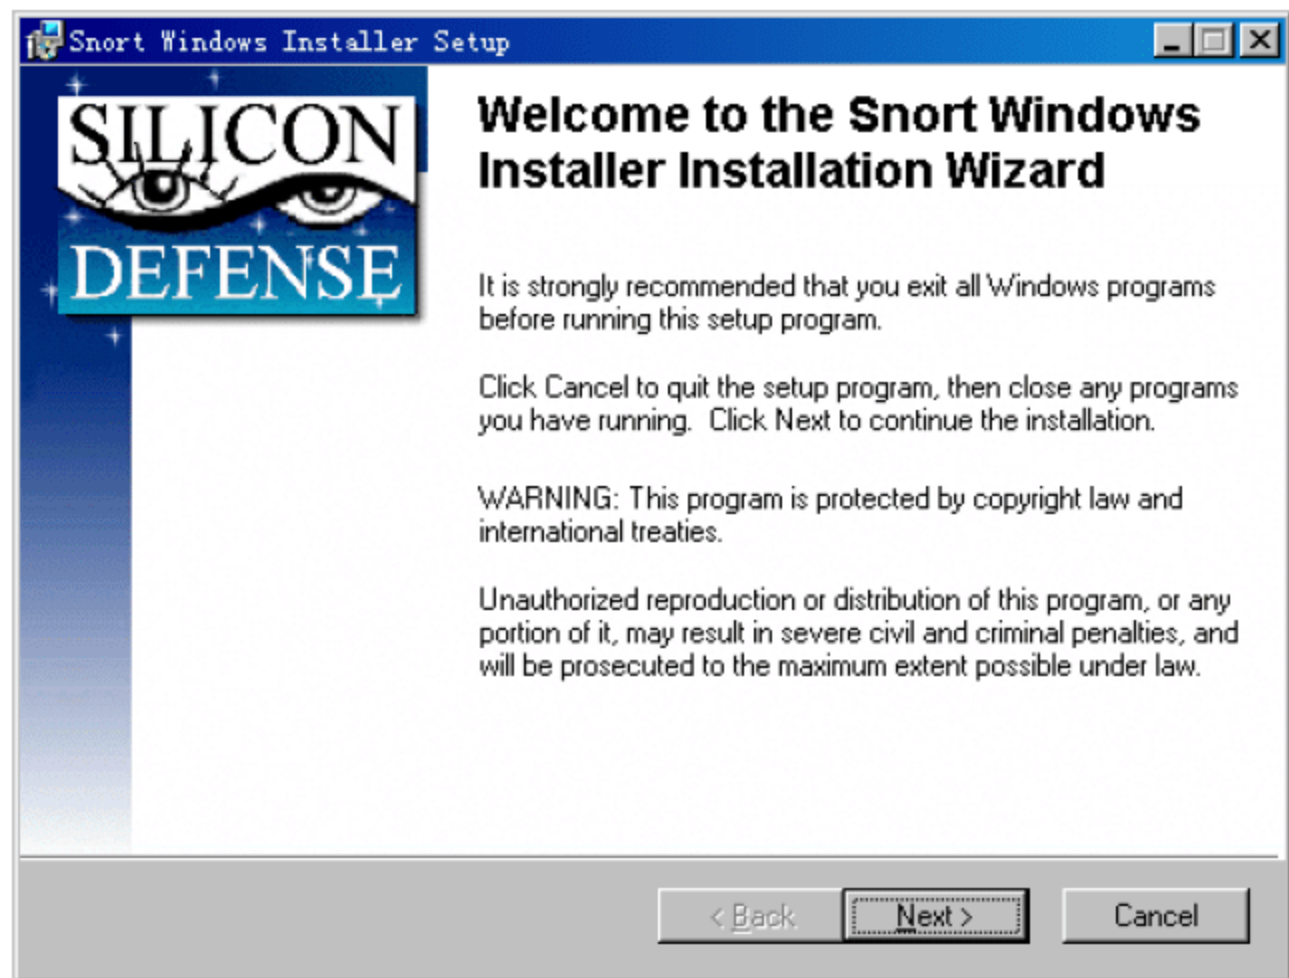 Snort Windows Installer Setup
SILICON
DEFENSE
Welcome to the Snort Windows
Installer Installation Wizard
It is strongly recommended that you exit all Windows programs
before running this setup program.
Click Cancel to quit the setup program, then close any programs
you have running.  Click Next to continue the installation.
WARNING: This program is protected by copyright law and
international treaties.
Unauthorized reproduction or distribution of this program, or any
portion of it, may result in severe civil and criminal penalties, and
will be prosecuted to the maximum extent possible under law.
< Back Next > Cancel